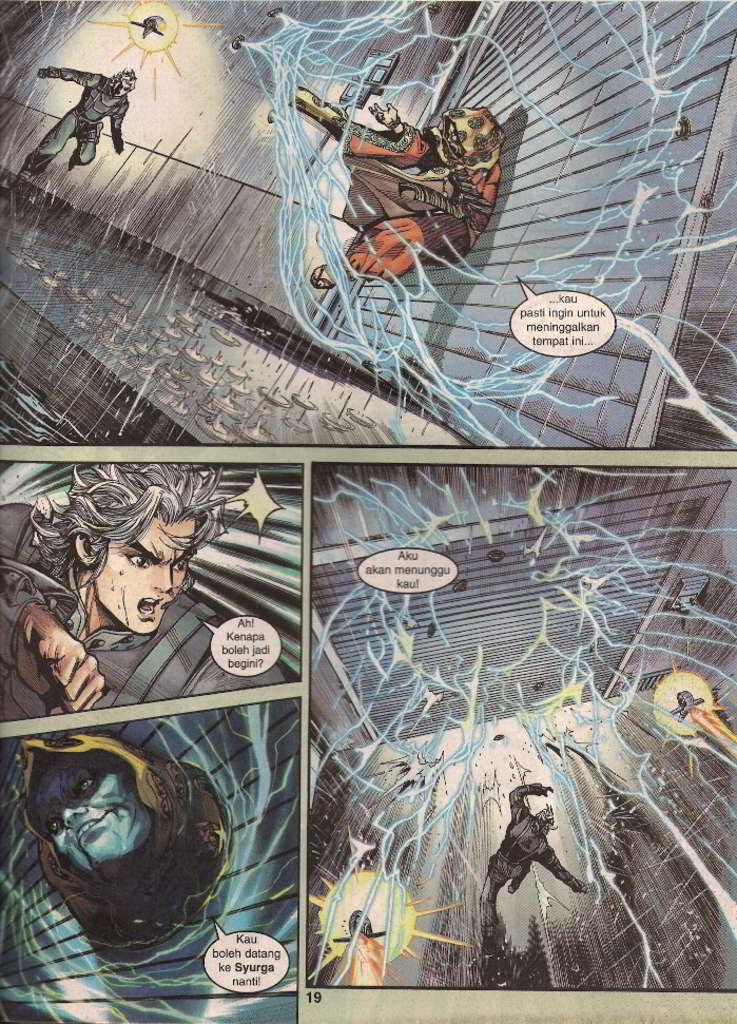 ...kau
pasti ingin untuk
meninggalkan
tempat ini...
Ah!
Kenapa
boleh jadi
begini?
Kau
boleh datang
ke Syurga
nanti!
Aku
akan menunggu
kau!
19